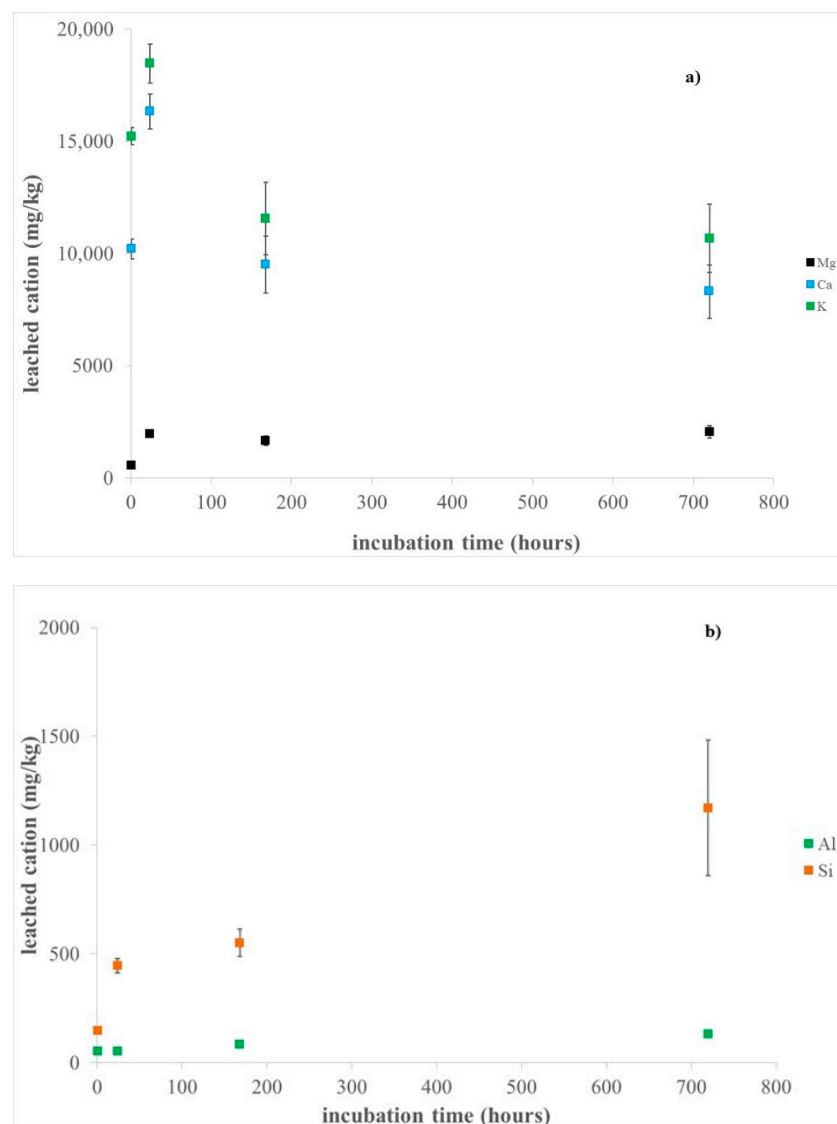 20,000
a)
15,000
leached cation (mg/kg)
10,000
Mg
Ca
K
5000
0
0 100 200 300 400 500 600 700 800
incubation time (hours)
2000
b)
1500
leached cation (mg/kg)
1000
Al
Si
500
0
0 100 200 300 400 500 600 700 800
incubation time (hours)